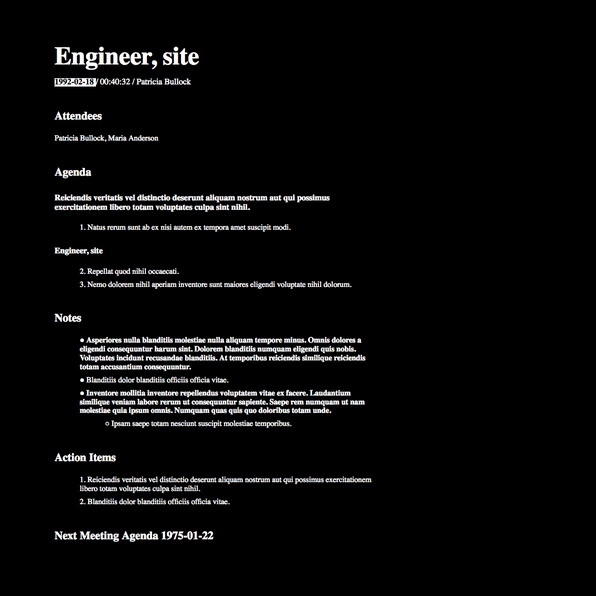 Engineer, site
1992-02-18 / 00:40:32 / Patricia Bullock
Attendees
Patricia Bullock, Maria Anderson
Agenda
Reiciendis veritatis vel distinctio deserunt aliquam nostrum aut qui possimus
exercitationem libero totam voluptates culpa sint nihil.
1. Natus rerum sunt ab ex nisi autem ex tempora amet suscipit modi.
Engineer, site
2. Repellat quod nihil occaecati.
3. Nemo dolorem nihil aperiam inventore sunt maiores eligendi voluptate nihil dolorum.
Notes
● Asperiores nulla blanditiis molestiae nulla aliquam tempore minus. Omnis dolores a
eligendi consequuntur harum sint. Dolorem blanditiis numquam eligendi quis nobis.
Voluptates incidunt recusandae blanditiis. At temporibus reiciendis similique reiciendis
totam accusantium consequuntur.
● Blanditiis dolor blanditiis officiis officia vitae.
● Inventore mollitia inventore repellendus voluptatem vitae ex facere. Laudantium
similique veniam labore rerum ut consequuntur sapiente. Saepe rem numquam ut nam
molestiae quia ipsum omnis. Numquam quas quis quo doloribus totam unde.
○ Ipsam saepe totam nesciunt suscipit molestiae temporibus.
Action Items
1. Reiciendis veritatis vel distinctio deserunt aliquam nostrum aut qui possimus exercitationem
libero totam voluptates culpa sint nihil.
2. Blanditiis dolor blanditiis officiis officia vitae.
Next Meeting Agenda 1975-01-22